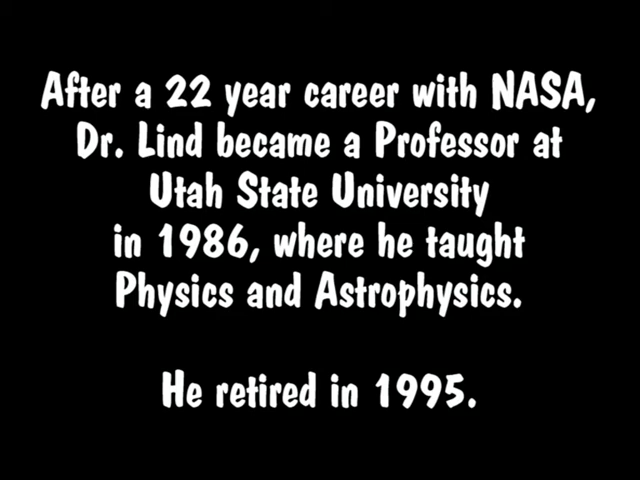 After a 22 year career with NASA,
Dr. Lind became a Professor at
Utah State University
in 1986, where he taught
Physics and Astrophysics.
He retired in 1995.